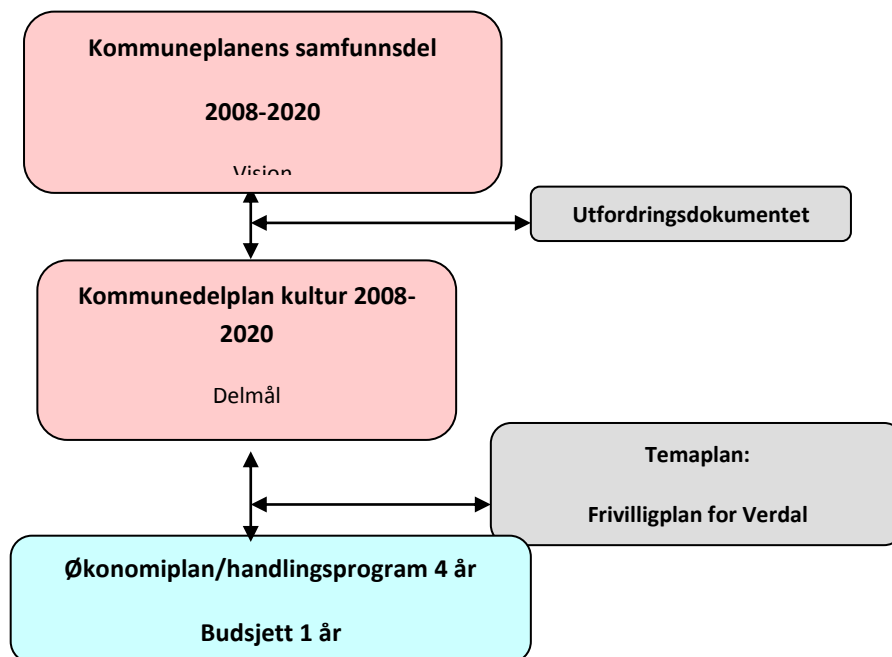 Kommuneplanens samfunnsdel
2008-2020
Visjon
Utfordringsdokumentet
Kommunedelplan kultur 2008-
2020
Delmål
Temaplan:
Frivilligplan for Verdal
Økonomiplan/handlingsprogram 4 år
Budsjett 1 år